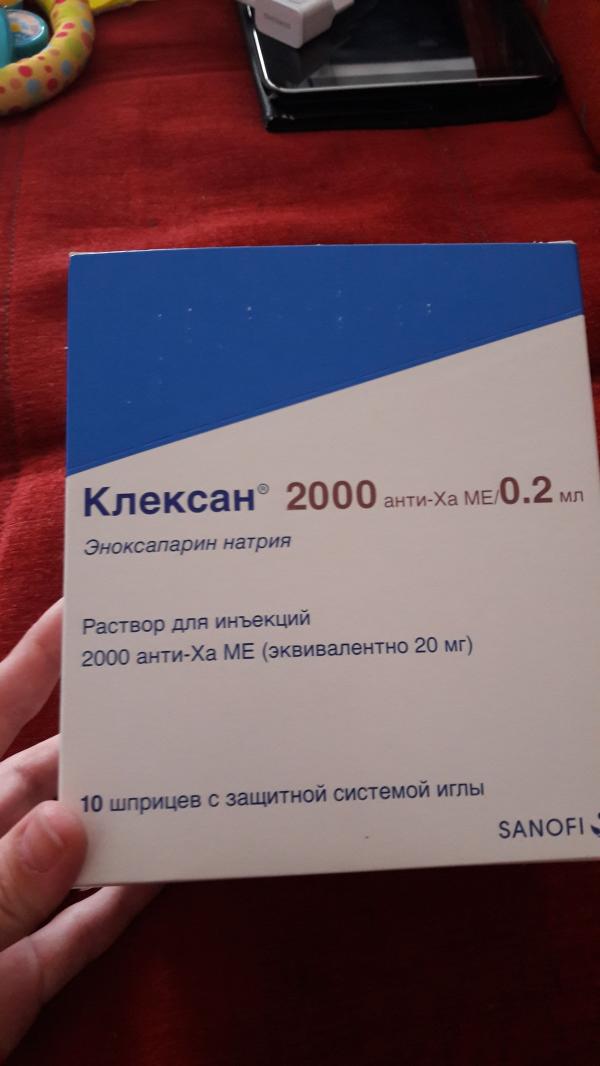 Клексан® 2000 анти-Ха МЕ/0.2 мл
Эноксапарин натрия
Раствор для инъекций
2000 анти-Ха МЕ (эквивалентно 20 мг)
10 шприцев с защитной системой иглы
SANOFI